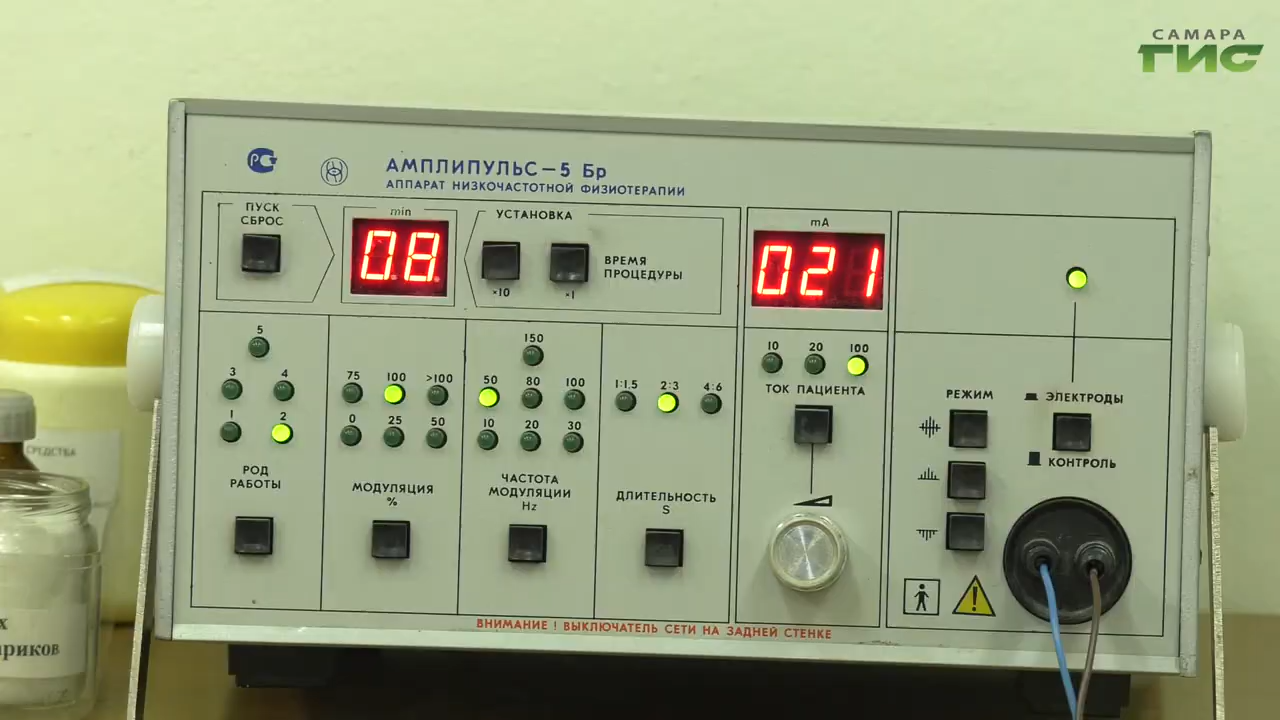 САМАРА
ГИС
РС
АМПЛИПУЛЬС–5 Бр
АППАРАТ НИЗКОЧАСТОТНОЙ ФИЗИОТЕРАПИИ
ПУСК
СБРОС
min
08
УСТАНОВКА
×10
×1
ВРЕМЯ
ПРОЦЕДУРЫ
mA
021
5
3
4
1
2
РОД
РАБОТЫ
75
100
>100
0
25
50
МОДУЛЯЦИЯ
%
150
50
80
100
10
20
30
ЧАСТОТА
МОДУЛЯЦИИ
Hz
1:1,5
2:3
4:6
ДЛИТЕЛЬНОСТЬ
S
10
20
100
ТОК ПАЦИЕНТА
РЕЖИМ
ЭЛЕКТРОДЫ
КОНТРОЛЬ
ВНИМАНИЕ ! ВЫКЛЮЧАТЕЛЬ СЕТИ НА ЗАДНЕЙ СТЕНКЕ
СРЕДСТВА
х
ариков